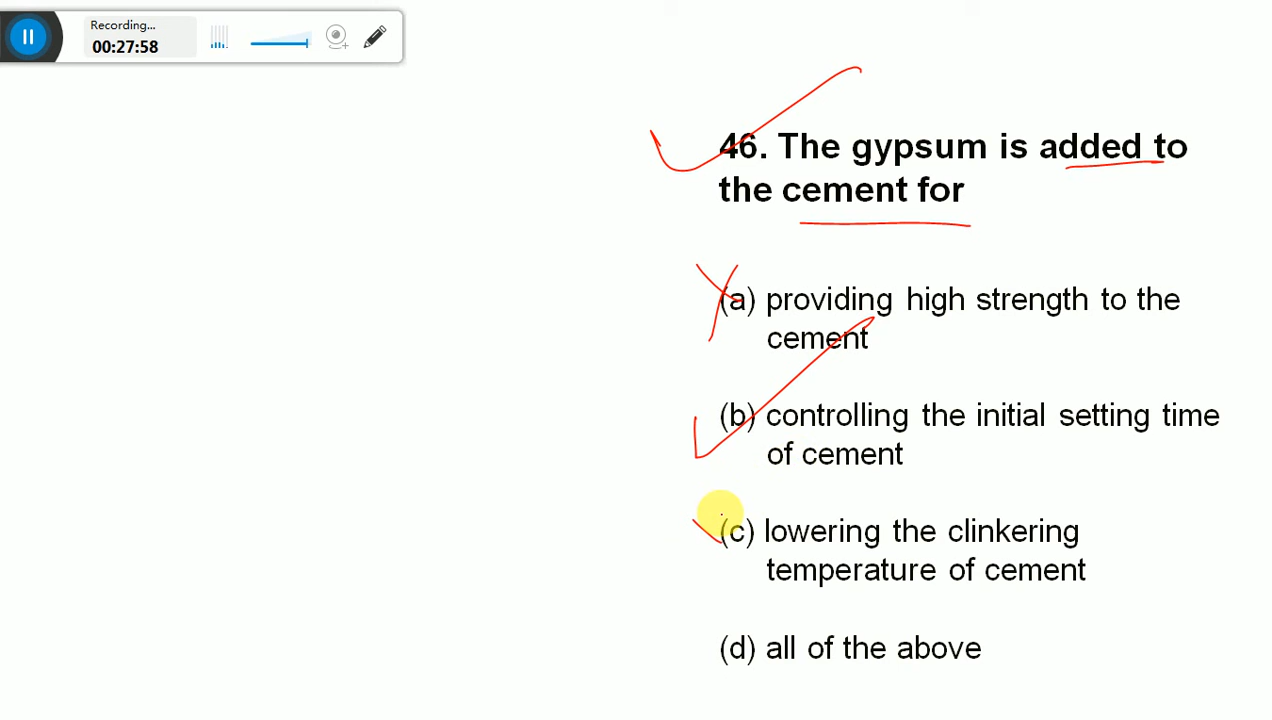 Recording...
00:27:58
46. The gypsum is added to
the cement for
(a) providing high strength to the
cement
(b) controlling the initial setting time
of cement
(c) lowering the clinkering
temperature of cement
(d) all of the above